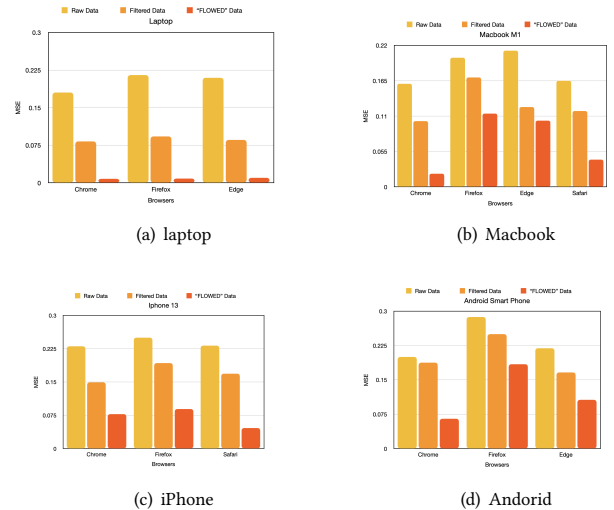 Raw Data Filtered Data "FLOWED" Data
Laptop
0.3
0.225
0.15
0.075
0
MSE
Chrome Firefox Edge
Browsers
(a) laptop
Raw Data Filtered Data "FLOWED" Data
Macbook M1
0.22
0.165
0.11
0.055
0
MSE
Chrome Firefox Edge Safari
Browsers
(b) Macbook
Raw Data Filtered Data "FLOWED" Data
Iphone 13
0.3
0.225
0.15
0.075
0
MSE
Chrome Firefox Safari
Browsers
(c) iPhone
Raw Data Filtered Data "FLOWED" Data
Android Smart Phone
0.3
0.225
0.15
0.075
0
MSE
Chrome Firefox Edge
Browsers
(d) Andorid